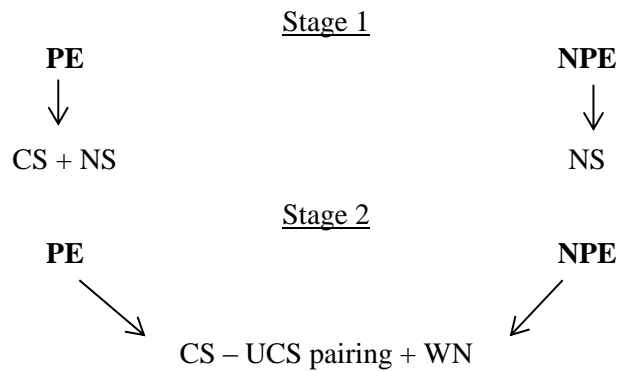 Stage 1
PE NPE
CS + NS NS
Stage 2
PE NPE
CS – UCS pairing + WN